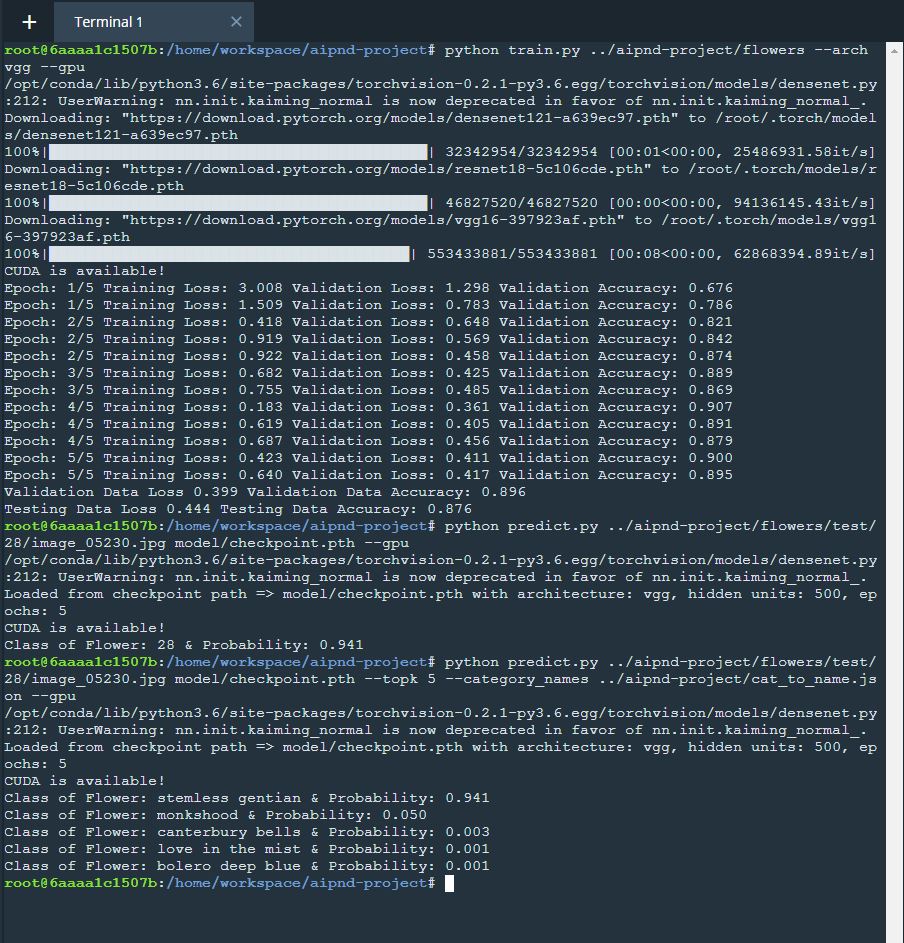 + Terminal 1 ×
root@6aaaa1c1507b:/home/workspace/aipnd-project# python train.py ../aipnd-project/flowers --arch
vgg --gpu
/opt/conda/lib/python3.6/site-packages/torchvision-0.2.1-py3.6.egg/torchvision/models/densenet.py
:212: UserWarning: nn.init.kaiming_normal is now deprecated in favor of nn.init.kaiming_normal_.
Downloading: "https://download.pytorch.org/models/densenet121-a639ec97.pth" to /root/.torch/model
s/densenet121-a639ec97.pth
100%|██████████████████████████████████████████| 32342954/32342954 [00:01<00:00, 25486931.58it/s]
Downloading: "https://download.pytorch.org/models/resnet18-5c106cde.pth" to /root/.torch/models/r
esnet18-5c106cde.pth
100%|██████████████████████████████████████████| 46827520/46827520 [00:00<00:00, 94136145.43it/s]
Downloading: "https://download.pytorch.org/models/vgg16-397923af.pth" to /root/.torch/models/vgg1
6-397923af.pth
100%|████████████████████████████████████████| 553433881/553433881 [00:08<00:00, 62868394.89it/s]
CUDA is available!
Epoch: 1/5 Training Loss: 3.008 Validation Loss: 1.298 Validation Accuracy: 0.676
Epoch: 1/5 Training Loss: 1.509 Validation Loss: 0.783 Validation Accuracy: 0.786
Epoch: 2/5 Training Loss: 0.418 Validation Loss: 0.648 Validation Accuracy: 0.821
Epoch: 2/5 Training Loss: 0.919 Validation Loss: 0.569 Validation Accuracy: 0.842
Epoch: 2/5 Training Loss: 0.922 Validation Loss: 0.458 Validation Accuracy: 0.874
Epoch: 3/5 Training Loss: 0.682 Validation Loss: 0.425 Validation Accuracy: 0.889
Epoch: 3/5 Training Loss: 0.755 Validation Loss: 0.485 Validation Accuracy: 0.869
Epoch: 4/5 Training Loss: 0.183 Validation Loss: 0.361 Validation Accuracy: 0.907
Epoch: 4/5 Training Loss: 0.619 Validation Loss: 0.405 Validation Accuracy: 0.891
Epoch: 4/5 Training Loss: 0.687 Validation Loss: 0.456 Validation Accuracy: 0.879
Epoch: 5/5 Training Loss: 0.423 Validation Loss: 0.411 Validation Accuracy: 0.900
Epoch: 5/5 Training Loss: 0.640 Validation Loss: 0.417 Validation Accuracy: 0.895
Validation Data Loss 0.399 Validation Data Accuracy: 0.896
Testing Data Loss 0.444 Testing Data Accuracy: 0.876
root@6aaaa1c1507b:/home/workspace/aipnd-project# python predict.py ../aipnd-project/flowers/test/
28/image_05230.jpg model/checkpoint.pth --gpu
/opt/conda/lib/python3.6/site-packages/torchvision-0.2.1-py3.6.egg/torchvision/models/densenet.py
:212: UserWarning: nn.init.kaiming_normal is now deprecated in favor of nn.init.kaiming_normal_.
Loaded from checkpoint path => model/checkpoint.pth with architecture: vgg, hidden units: 500, ep
ochs: 5
CUDA is available!
Class of Flower: 28 & Probability: 0.941
root@6aaaa1c1507b:/home/workspace/aipnd-project# python predict.py ../aipnd-project/flowers/test/
28/image_05230.jpg model/checkpoint.pth --topk 5 --category_names ../aipnd-project/cat_to_name.js
on --gpu
/opt/conda/lib/python3.6/site-packages/torchvision-0.2.1-py3.6.egg/torchvision/models/densenet.py
:212: UserWarning: nn.init.kaiming_normal is now deprecated in favor of nn.init.kaiming_normal_.
Loaded from checkpoint path => model/checkpoint.pth with architecture: vgg, hidden units: 500, ep
ochs: 5
CUDA is available!
Class of Flower: stemless gentian & Probability: 0.941
Class of Flower: monkshood & Probability: 0.050
Class of Flower: canterbury bells & Probability: 0.003
Class of Flower: love in the mist & Probability: 0.001
Class of Flower: bolero deep blue & Probability: 0.001
root@6aaaa1c1507b:/home/workspace/aipnd-project#